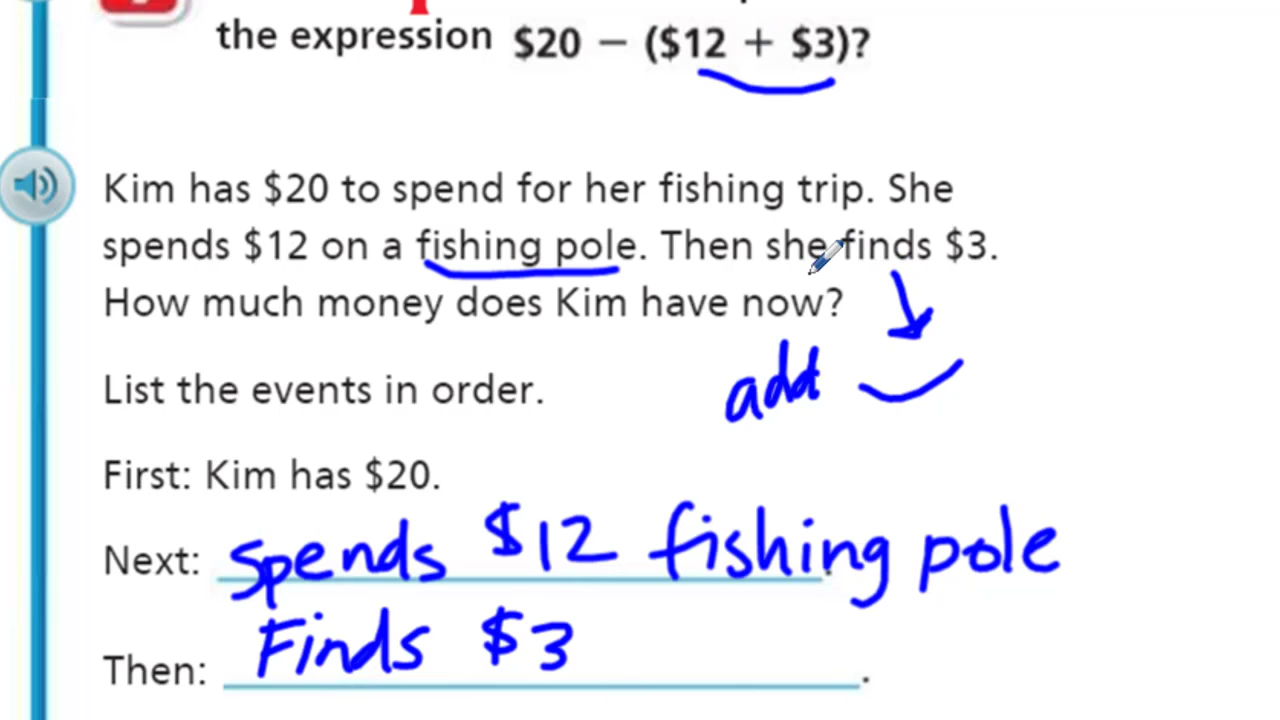 the expression $20 − ($12 + $3)?
Kim has $20 to spend for her fishing trip. She
spends $12 on a fishing pole. Then she finds $3.
How much money does Kim have now?
add
List the events in order.
First: Kim has $20.
Next: Spends $12 fishing pole.
Then: Finds $3.